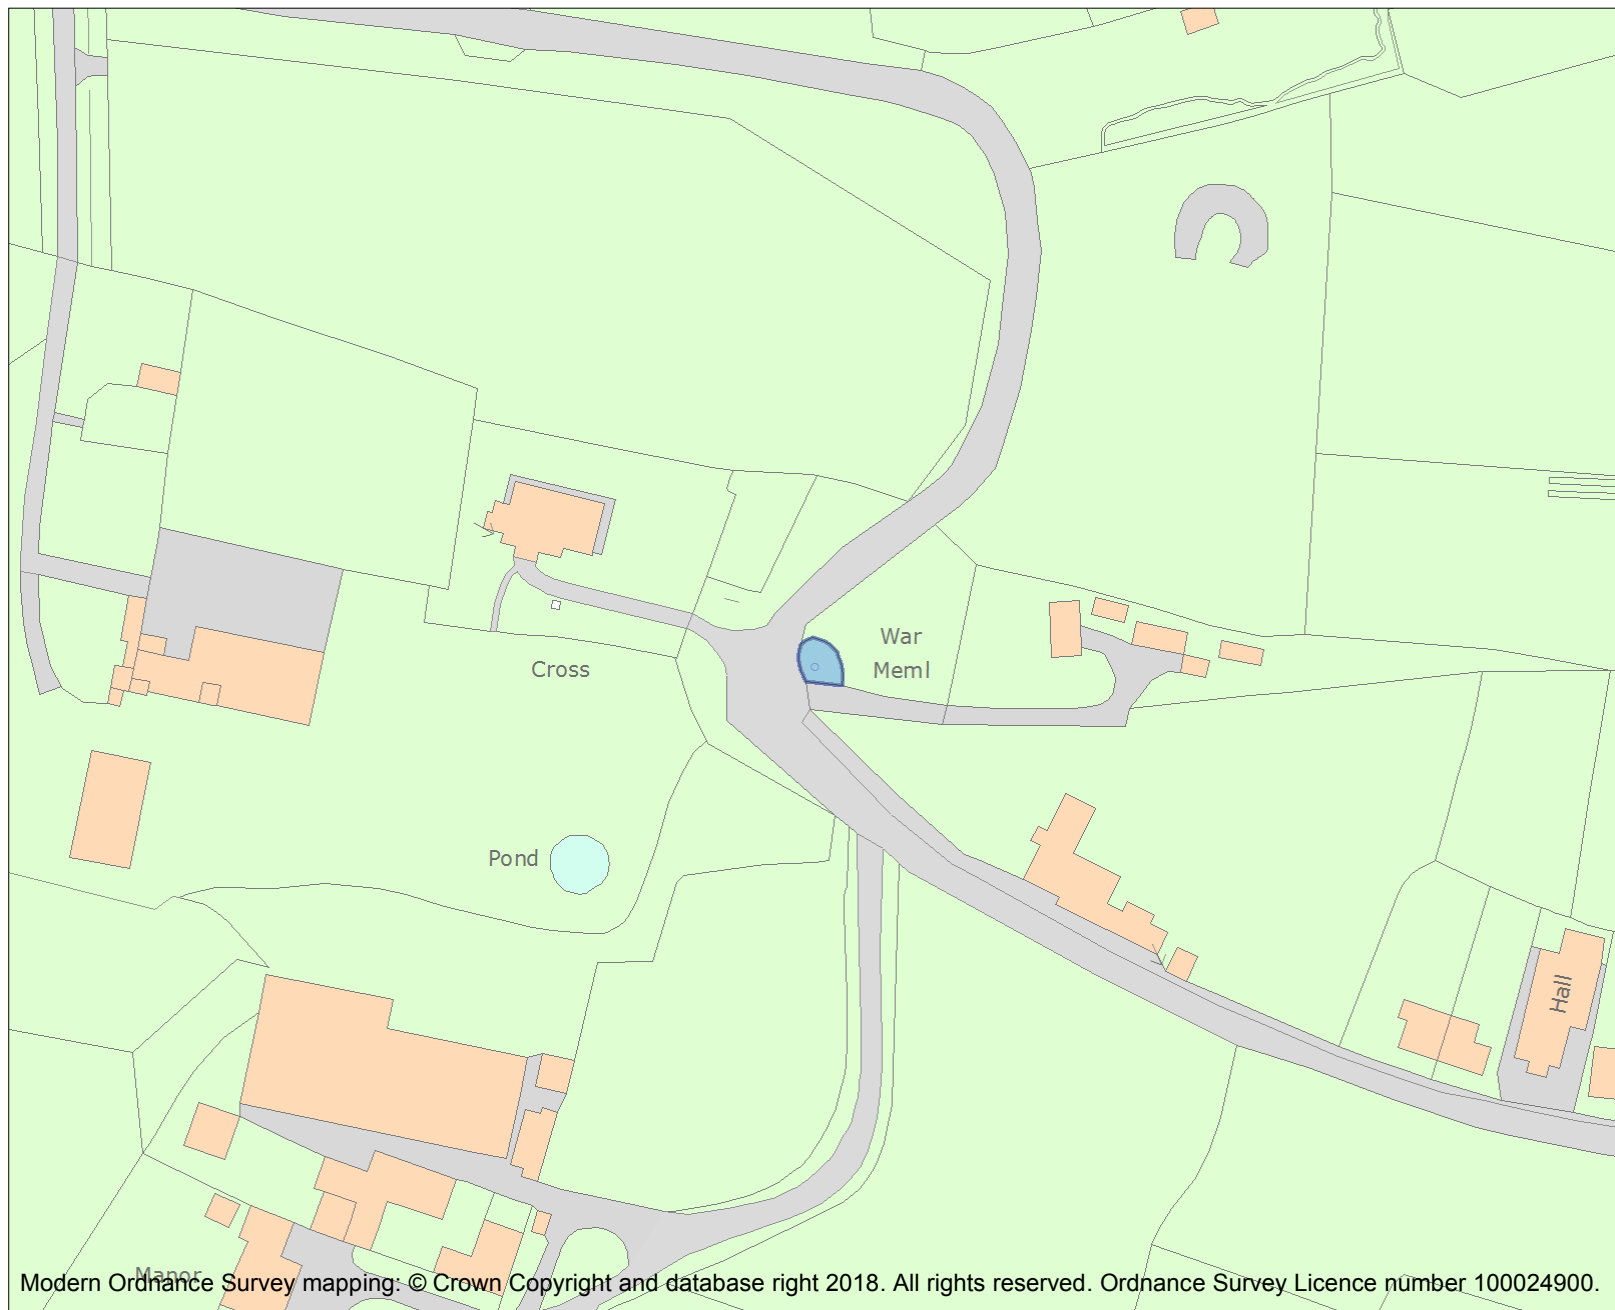 War
Meml
Cross
Pond
Hall
Manor
Modern Ordnance Survey mapping: © Crown Copyright and database right 2018. All rights reserved. Ordnance Survey Licence number 100024900.